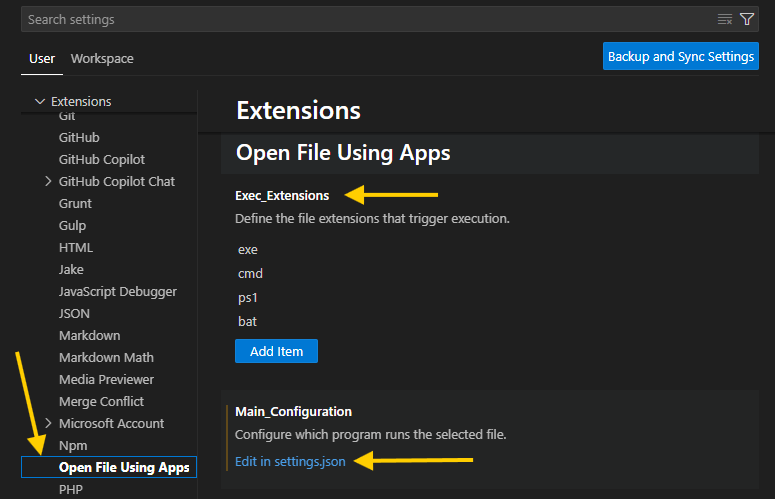 Search settings
User
Workspace
Backup and Sync Settings
Extensions
Git
GitHub
GitHub Copilot
GitHub Copilot Chat
Grunt
Gulp
HTML
Jake
JavaScript Debugger
JSON
Markdown
Markdown Math
Media Previewer
Merge Conflict
Microsoft Account
Npm
Open File Using Apps
PHP
Extensions
Open File Using Apps
Exec_Extensions
Define the file extensions that trigger execution.
exe
cmd
ps1
bat
Add Item
Main_Configuration
Configure which program runs the selected file.
Edit in settings.json